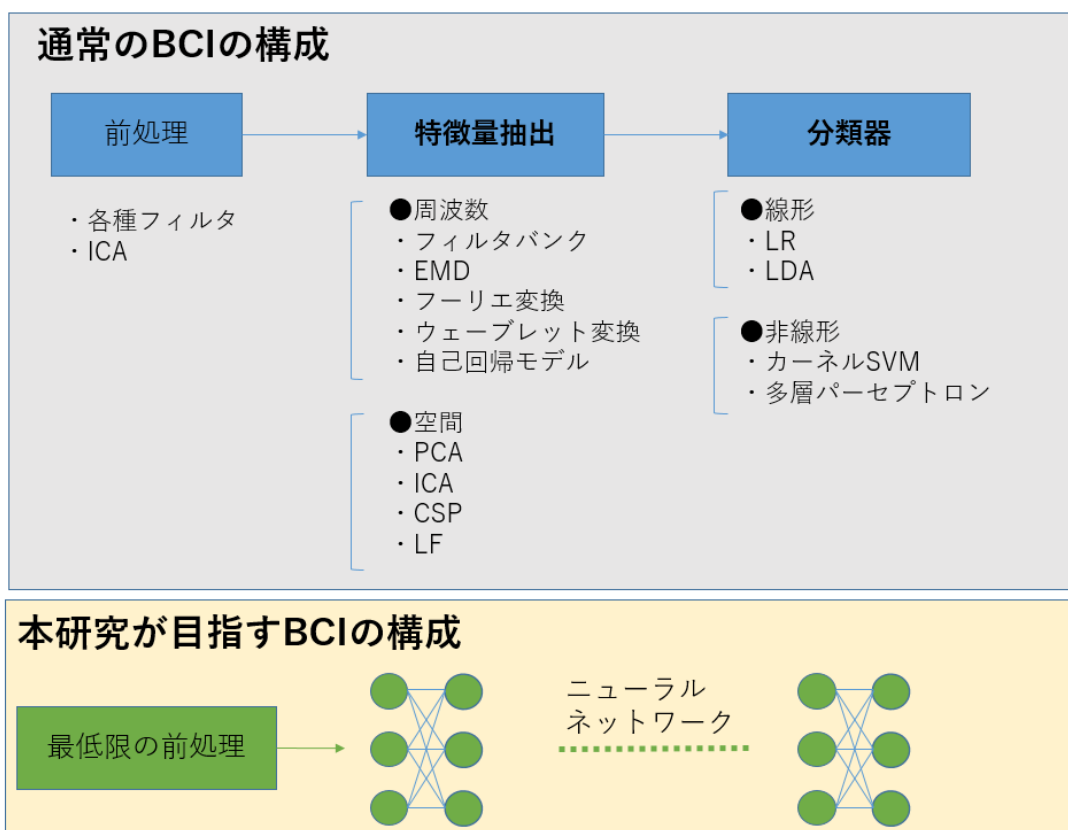 通常のBCIの構成
前処理
特徴量抽出
分類器
・各種フィルタ
・ICA
●周波数
・フィルタバンク
・EMD
・フーリエ変換
・ウェーブレット変換
・自己回帰モデル
●空間
・PCA
・ICA
・CSP
・LF
●線形
・LR
・LDA
●非線形
・カーネルSVM
・多層パーセプトロン
本研究が目指すBCIの構成
最低限の前処理
ニューラル
ネットワーク